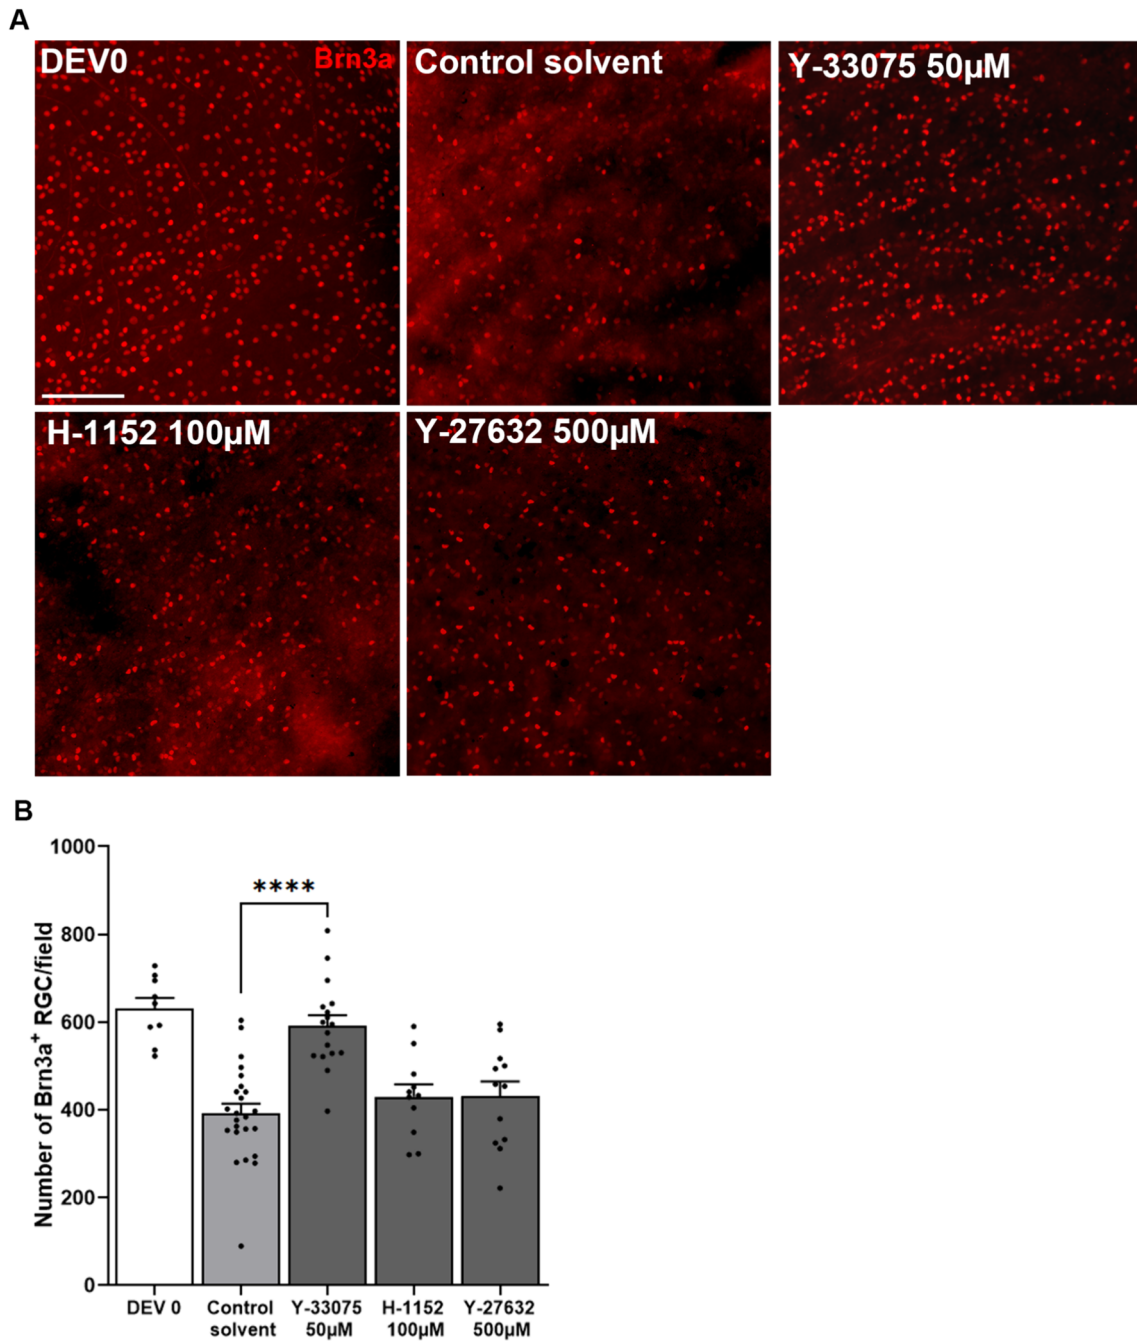 A
DEV0
Brn3a
Control solvent
Y-33075 50µM
H-1152 100µM
Y-27632 500µM
B
Number of Brn3a⁺ RGC/field
1000
800
600
400
200
0
****
DEV 0
Control
solvent
Y-33075
50µM
H-1152
100µM
Y-27632
500µM